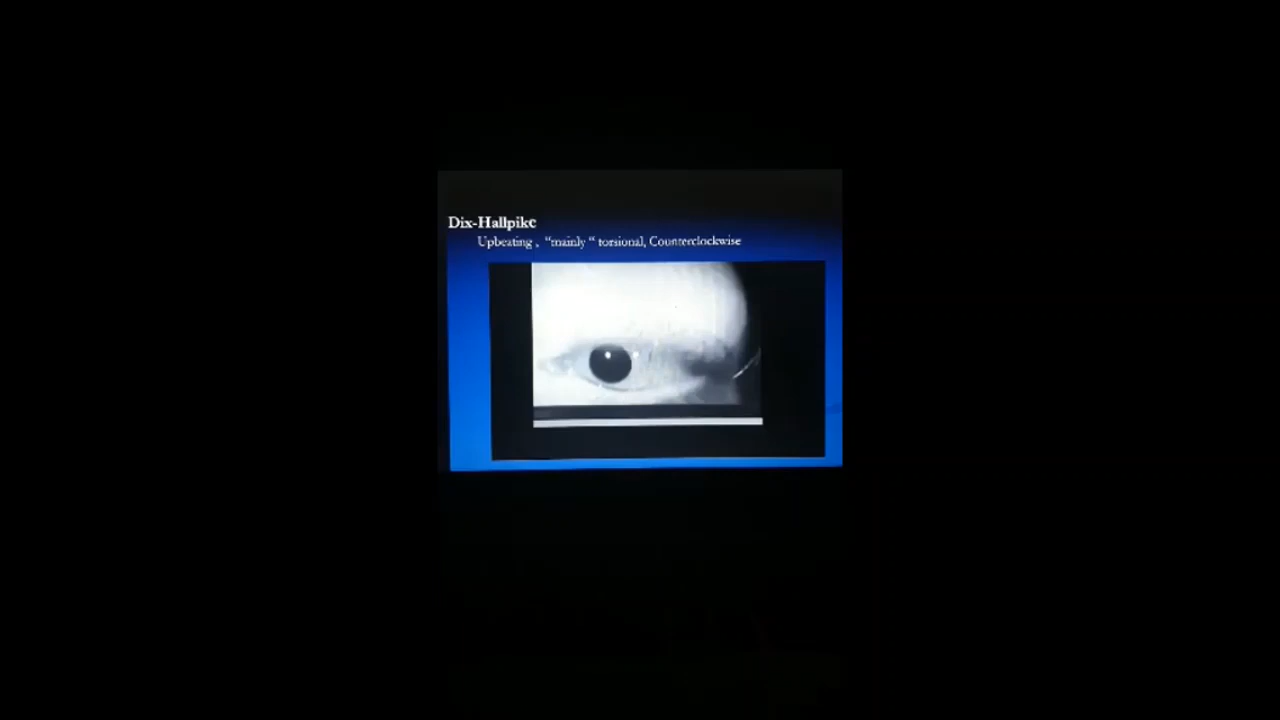 Dix-Hallpike
Upbeating , "mainly " torsional, Counterclockwise